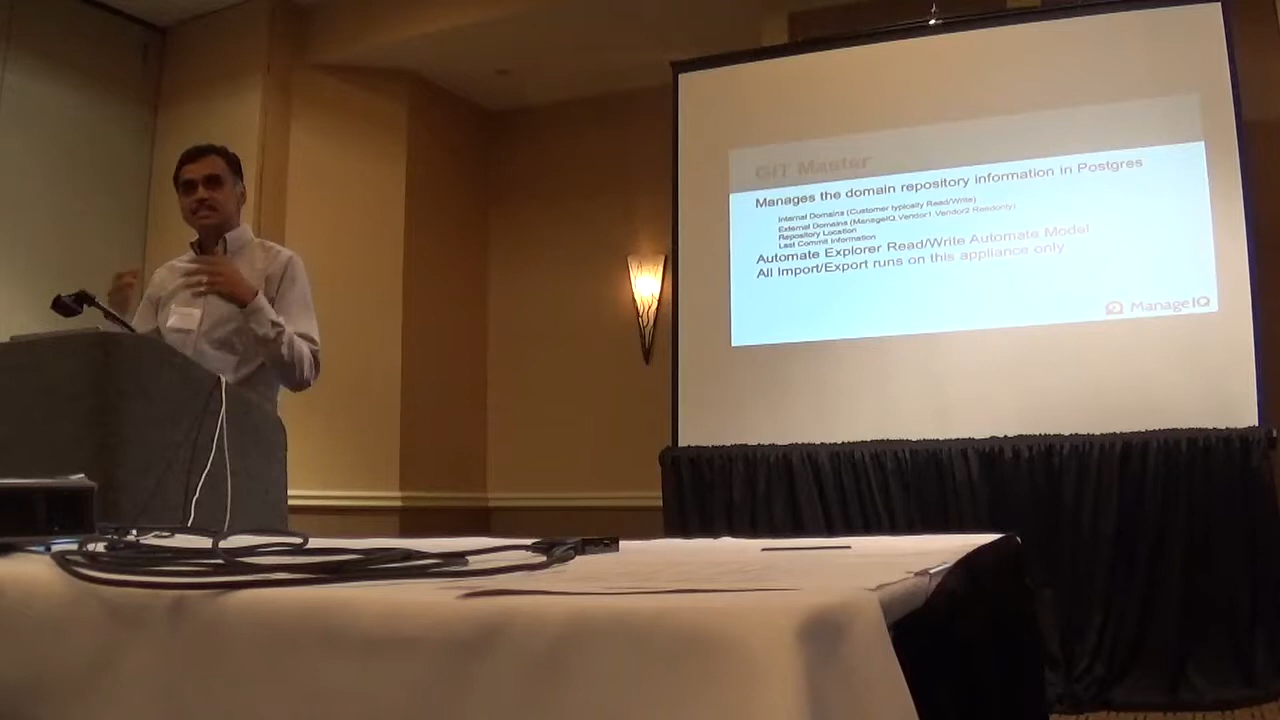 GIT Master
Manages the domain repository information in Postgres
Internal Domains (Customer typically Read/Write)
External Domains (ManageIQ,Vendor1,Vendor2 Readonly)
Repository Location
Last Commit Information
Automate Explorer Read/Write Automate Model
All Import/Export runs on this appliance only
ManageIQ